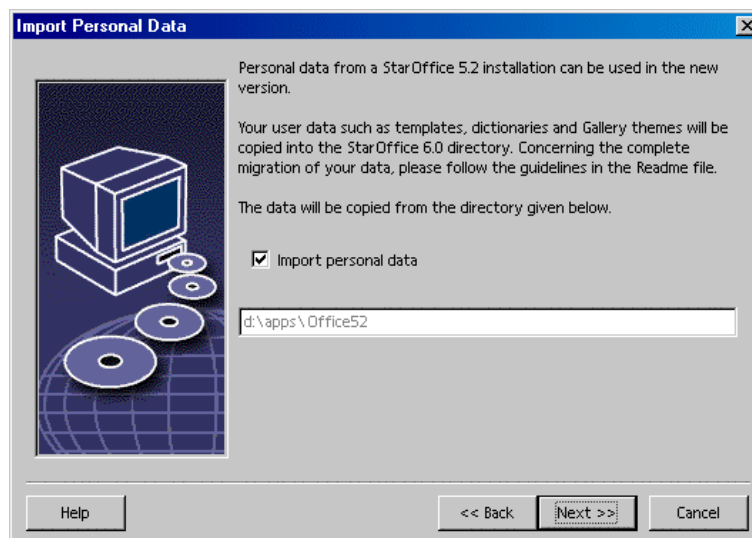 Import Personal Data
Personal data from a StarOffice 5.2 installation can be used in the new
version.
Your user data such as templates, dictionaries and Gallery themes will be
copied into the StarOffice 6.0 directory. Concerning the complete
migration of your data, please follow the guidelines in the Readme file.
The data will be copied from the directory given below.
Import personal data
d:\apps\Office52
Help
<< Back
Next >>
Cancel